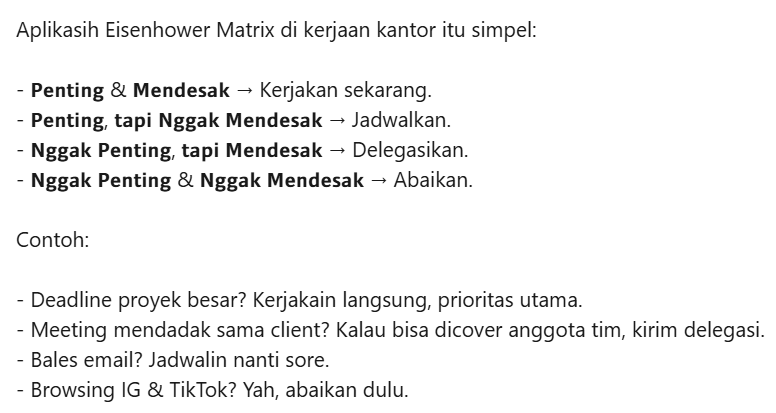 Aplikasih Eisenhower Matrix di kerjaan kantor itu simpel:
- Penting & Mendesak → Kerjakan sekarang.
- Penting, tapi Nggak Mendesak → Jadwalkan.
- Nggak Penting, tapi Mendesak → Delegasikan.
- Nggak Penting & Nggak Mendesak → Abaikan.
Contoh:
- Deadline proyek besar? Kerjakain langsung, prioritas utama.
- Meeting mendadak sama client? Kalau bisa dicover anggota tim, kirim delegasi.
- Bales email? Jadwalin nanti sore.
- Browsing IG & TikTok? Yah, abaikan dulu.